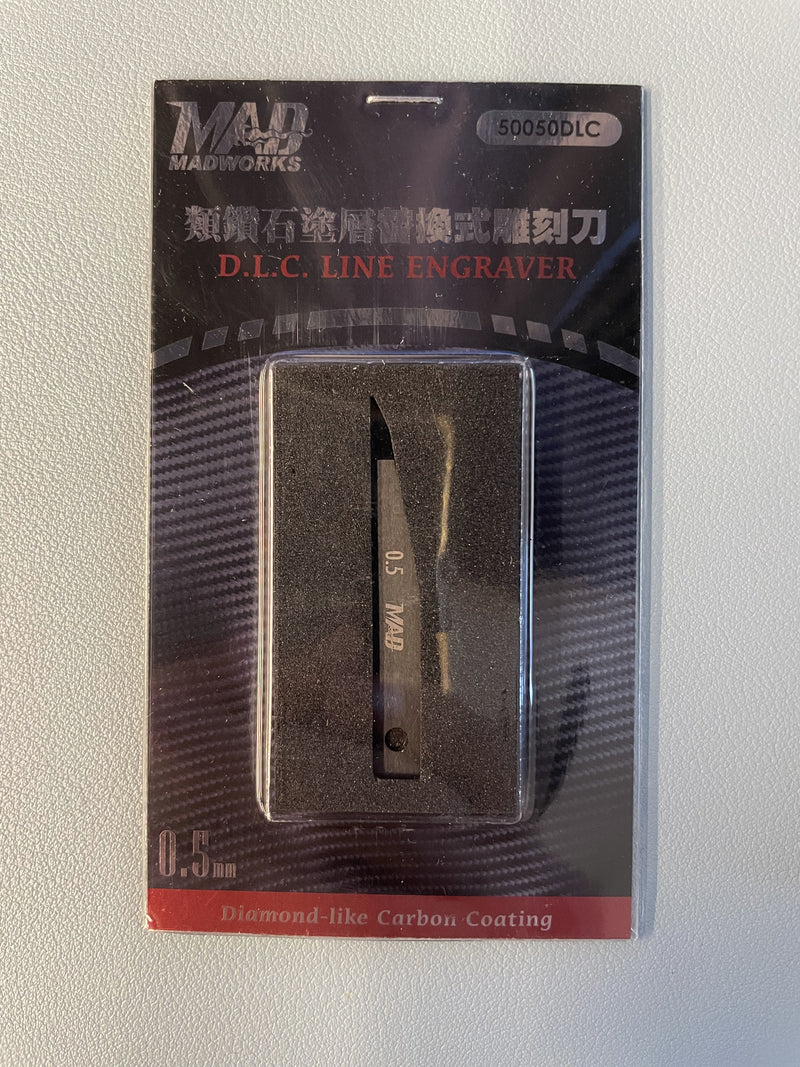 MAD
MADWORKS
50050DLC
類鑽石塗層替換式雕刻刀
D.L.C. LINE ENGRAVER
0.5 MAD
0.5mm
Diamond-like Carbon Coating